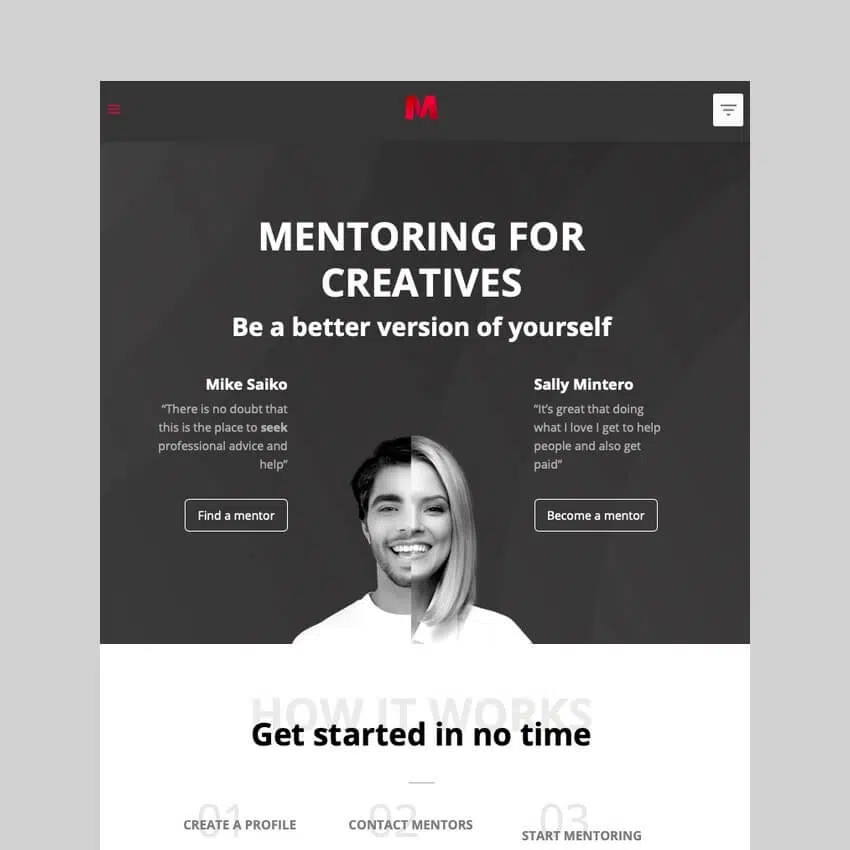 M
MENTORING FOR
CREATIVES
Be a better version of yourself
Mike Saiko
“There is no doubt that
this is the place to seek
professional advice and
help”
Find a mentor
Sally Mintero
“It’s great that doing
what I love I get to help
people and also get
paid”
Become a mentor
HOW IT WORKS
Get started in no time
01
CREATE A PROFILE
02
CONTACT MENTORS
03
START MENTORING